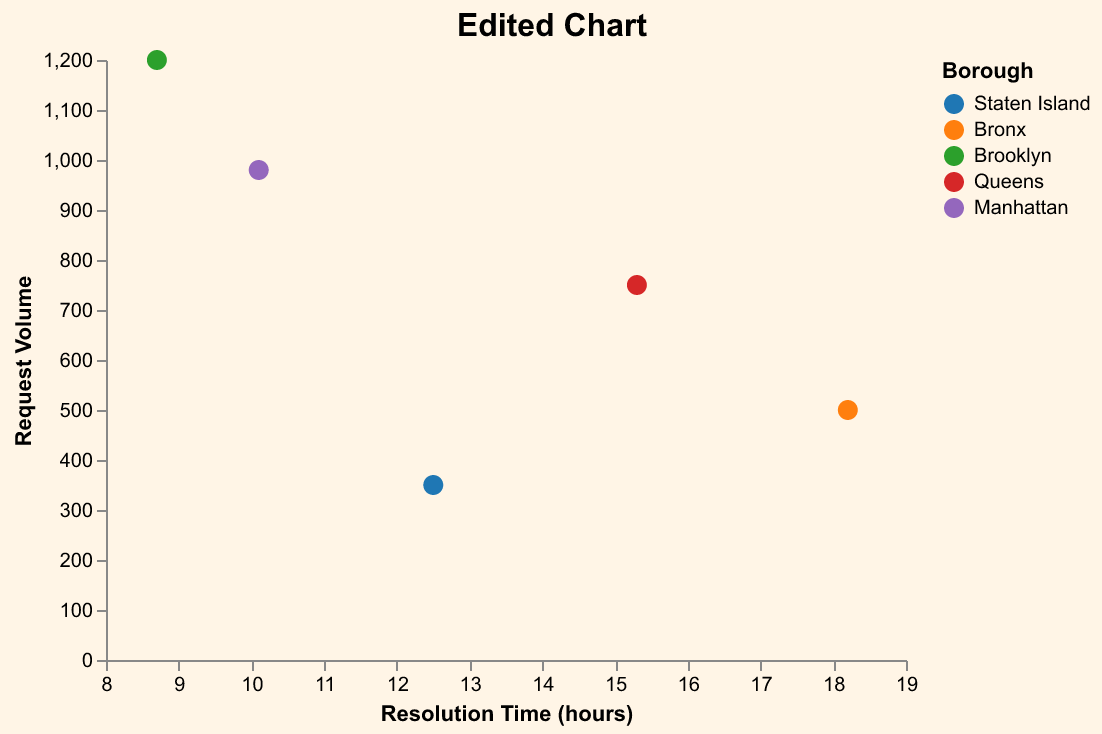 Edited Chart
1,200
1,100
1,000
900
800
700
600
500
400
300
200
100
0
Request Volume
8 9 10 11 12 13 14 15 16 17 18 19
Resolution Time (hours)
Borough
Staten Island
Bronx
Brooklyn
Queens
Manhattan